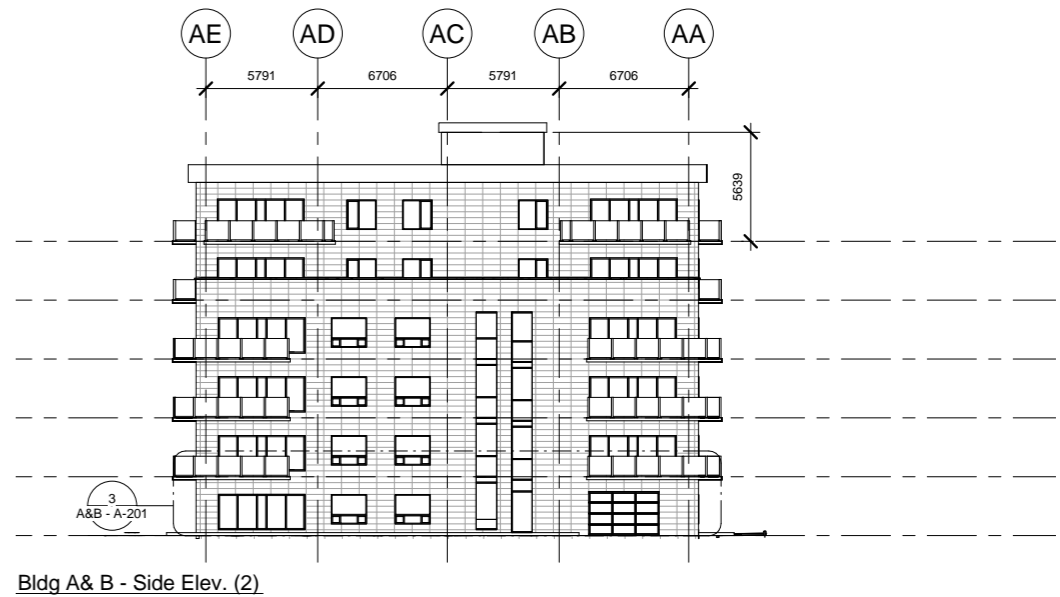 AE AD AC AB AA
5791 6706 5791 6706
5639
3
A&B - A-201
Bldg A& B - Side Elev. (2)